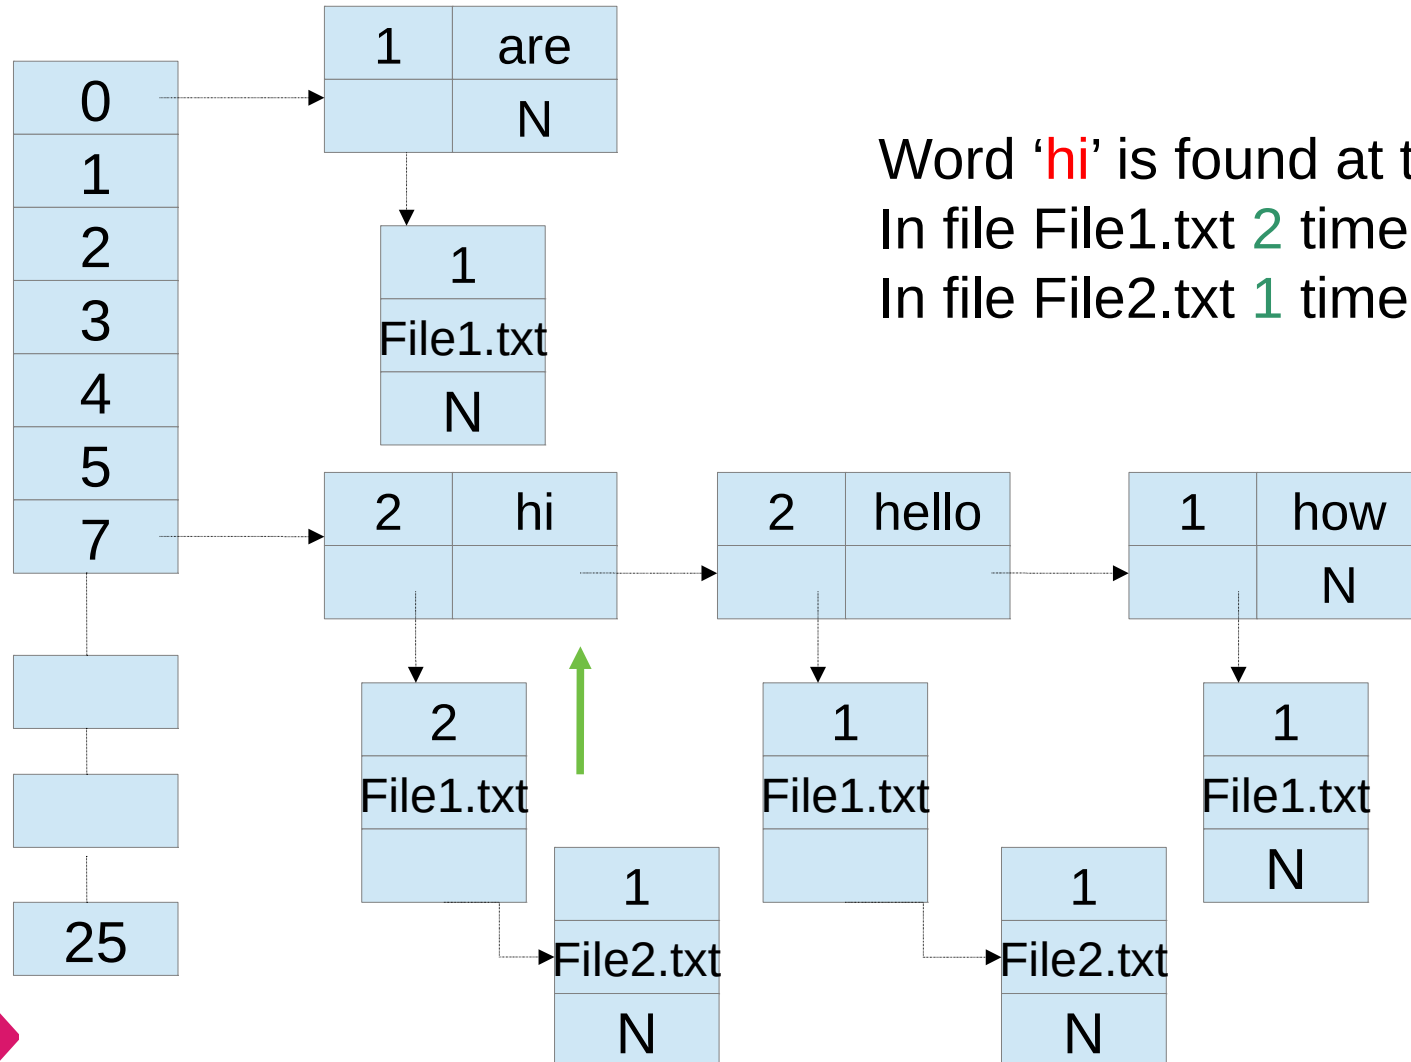 1 are
N
0
1
2
3
4
5
7
25
1
File1.txt
N
Word ‘hi’ is found at
In file File1.txt 2 time
In file File2.txt 1 time
2 hi
2 hello
1 how
N
2
File1.txt
1
File1.txt
1
File1.txt
N
1
File2.txt
N
1
File2.txt
N